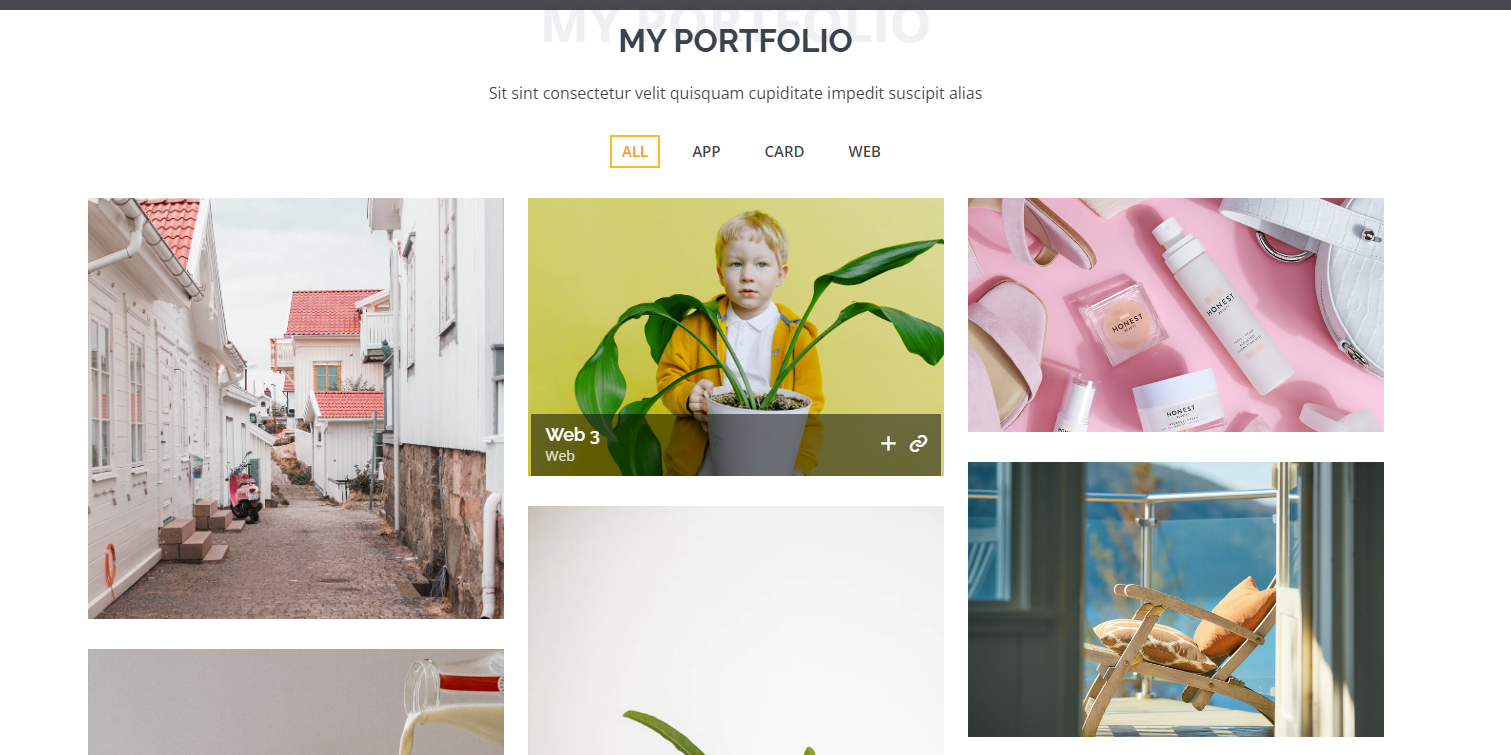 MY PORTFOLIO
MY PORTFOLIO
Sit sint consectetur velit quisquam cupiditate impedit suscipit alias
ALL APP CARD WEB
HONEST
HONEST
HONEST
Web 3
Web